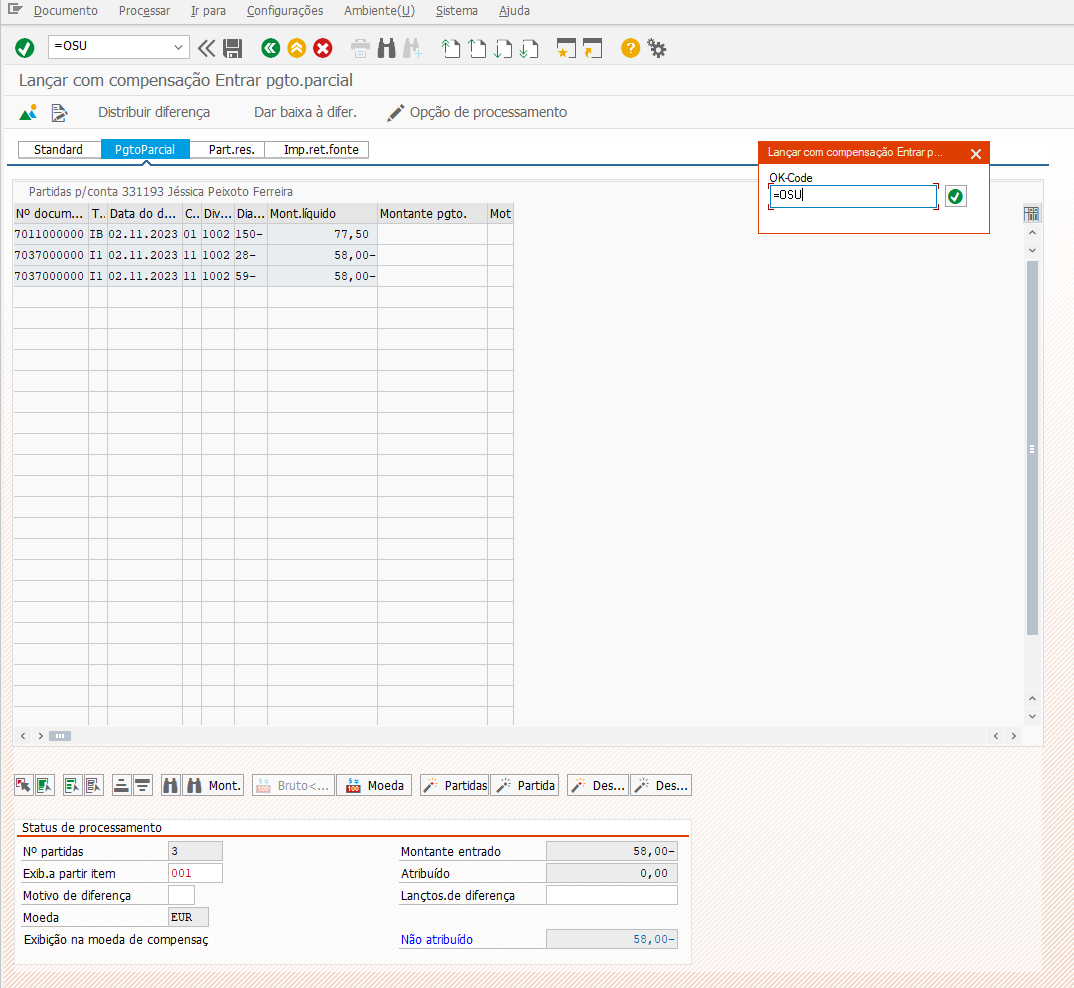 Documento Processar Ir para Configurações Ambiente(U) Sistema Ajuda
=OSU
Lançar com compensação Entrar pgto.parcial
Distribuir diferença Dar baixa à difer. Opção de processamento
Standard PgtoParcial Part.res. Imp.ret.fonte
Lançar com compensação Entrar p...
OK-Code
=OSU
Partidas p/conta 331193 Jéssica Peixoto Ferreira
Nº docum... T.. Data do d... C.. Div... Dia... Mont.líquido Montante pgto. Mot
7011000000 IB 02.11.2023 01 1002 150- 77,50
7037000000 I1 02.11.2023 11 1002 28- 58,00-
7037000000 I1 02.11.2023 11 1002 59- 58,00-
Mont. Bruto<... Moeda Partidas Partida Des... Des...
Status de processamento
Nº partidas 3 Montante entrado 58,00-
Exib.a partir item 001 Atribuído 0,00
Motivo de diferença Lançtos.de diferença
Moeda EUR
Exibição na moeda de compensaç Não atribuído 58,00-